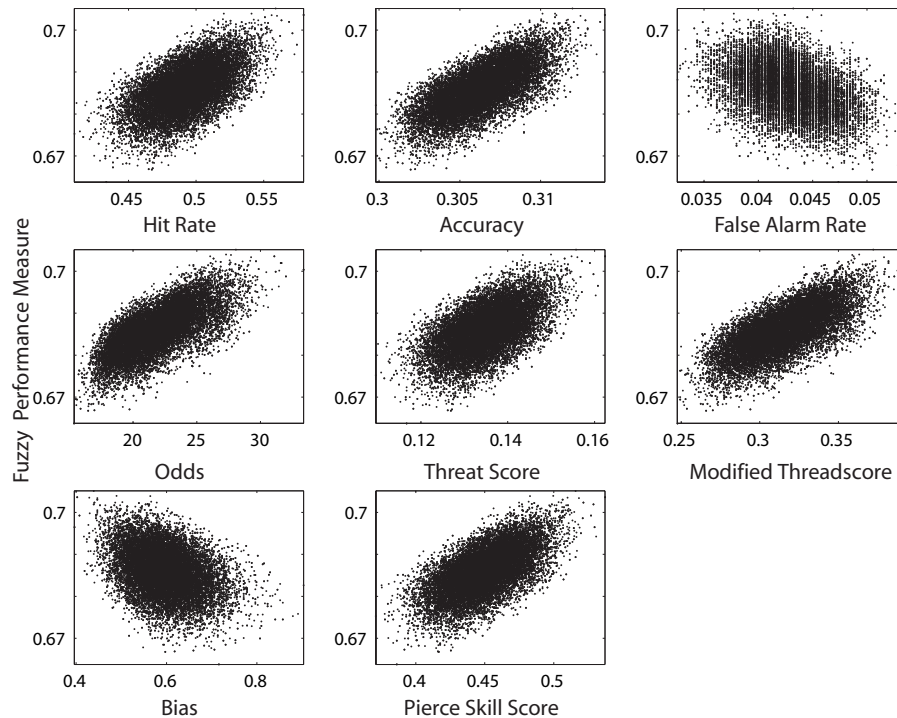 0.7
0.67
0.45 0.5 0.55
Hit Rate
0.3 0.305 0.31
Accuracy
0.7
0.67
0.035 0.04 0.045 0.05
False Alarm Rate
Fuzzy Performance Measure
0.7
0.67
20 25 30
Odds
0.7
0.67
0.12 0.14 0.16
Threat Score
0.7
0.67
0.25 0.3 0.35
Modified Threadscore
0.7
0.67
0.4 0.6 0.8
Bias
0.7
0.67
0.4 0.45 0.5
Pierce Skill Score